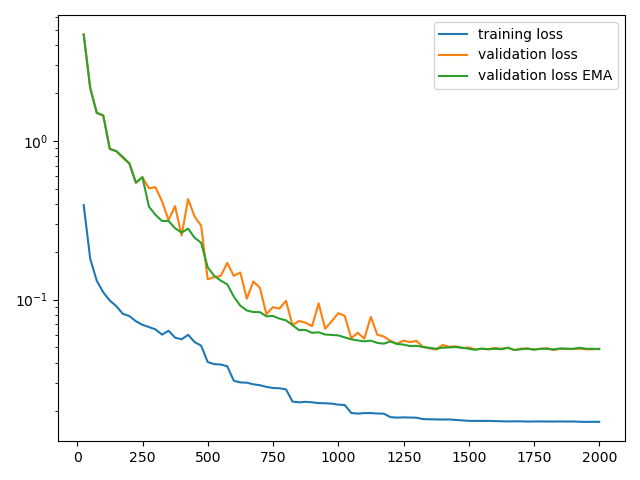 training loss
validation loss
validation loss EMA
10⁰
10⁻¹
0 250 500 750 1000 1250 1500 1750 2000